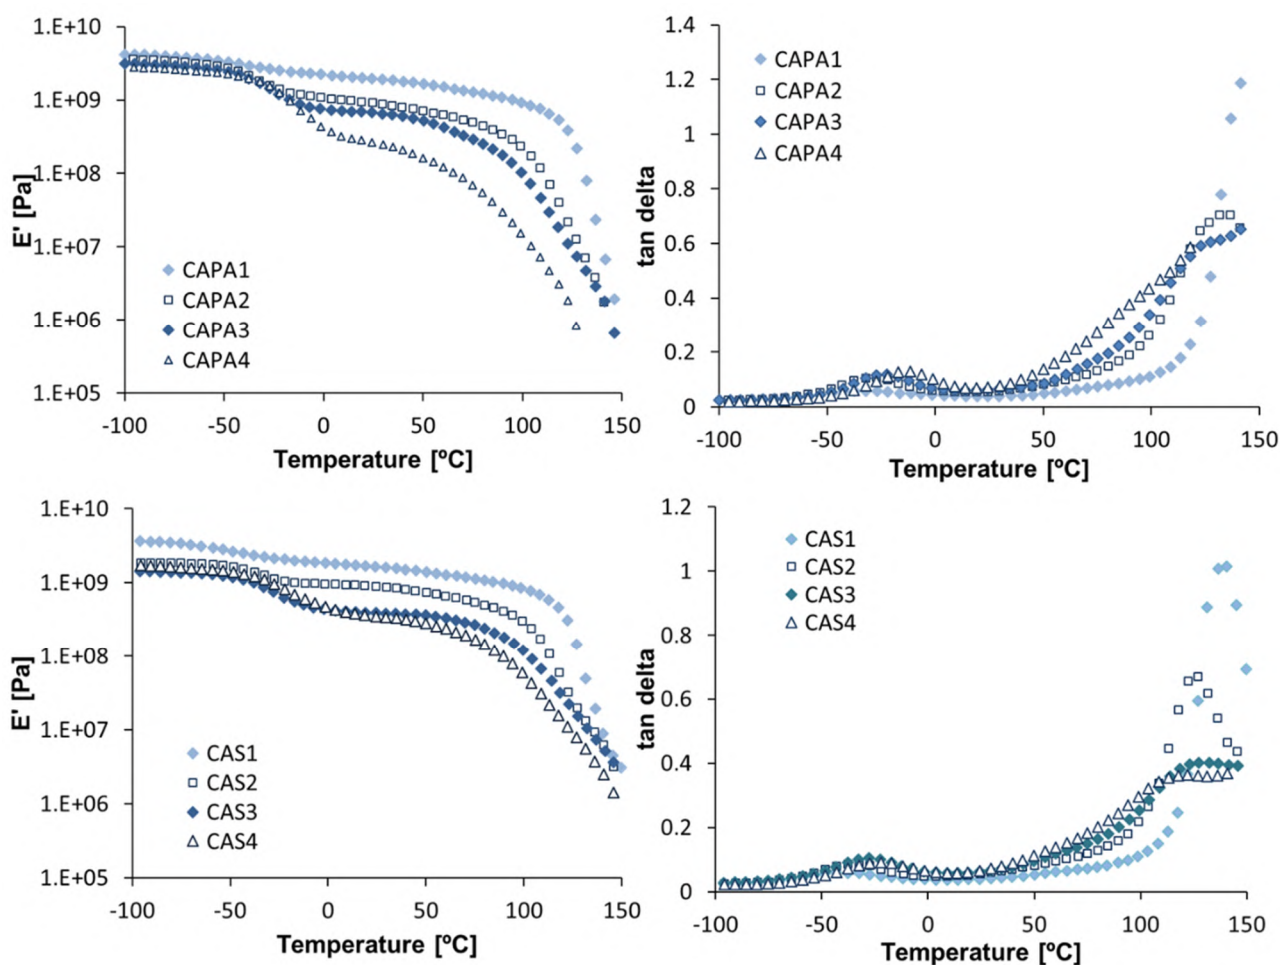 1.E+10
1.E+09
1.E+08
1.E+07
1.E+06
1.E+05
E' [Pa]
CAPA1
CAPA2
CAPA3
CAPA4
-100 -50 0 50 100 150
Temperature [ºC]
1.4
1.2
1
0.8
0.6
0.4
0.2
0
tan delta
CAPA1
CAPA2
CAPA3
CAPA4
-100 -50 0 50 100 150
Temperature [ºC]
1.E+10
1.E+09
1.E+08
1.E+07
1.E+06
1.E+05
E' [Pa]
CAS1
CAS2
CAS3
CAS4
-100 -50 0 50 100 150
Temperature [ºC]
1.2
1
0.8
0.6
0.4
0.2
0
tan delta
CAS1
CAS2
CAS3
CAS4
-100 -50 0 50 100 150
Temperature [ºC]